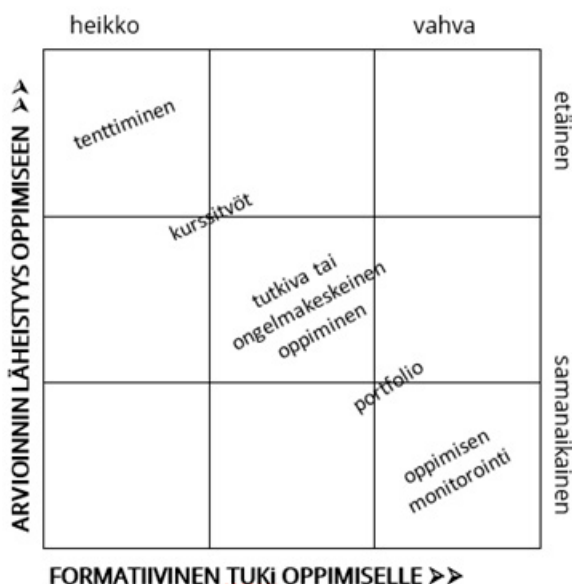 heikko
vahva
ARVIOINNIN LÄHEISTYYS OPPIMISEEN >>
etäinen
tenttiminen
kurssityöt
tutkiva tai
ongelmakeskeinen
oppiminen
samanaikainen
portfolio
oppimisen
monitorointi
FORMATIIVINEN TUKi OPPIMISELLE >>